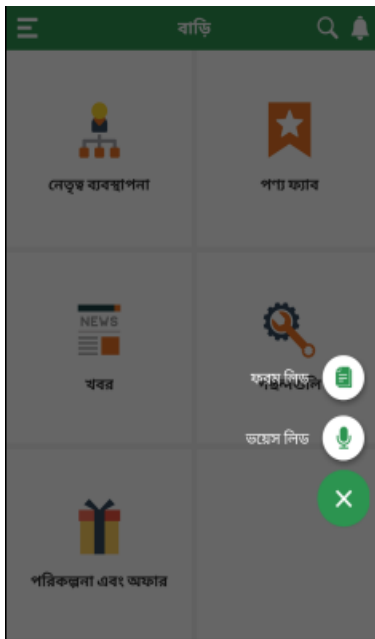 বাড়ি
নেতৃত্ব ব্যবস্থাপনা
পণ্য ফ্যাব
NEWS
খবর
ফরম লিড
ভয়েস লিড
পরিকল্পনা এবং অফার